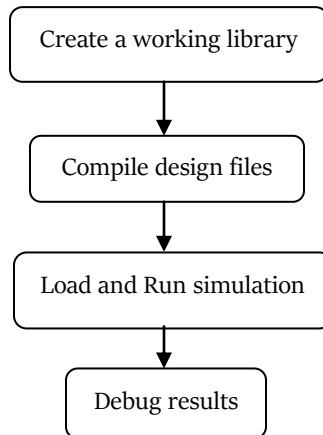 Create a working library
Compile design files
Load and Run simulation
Debug results